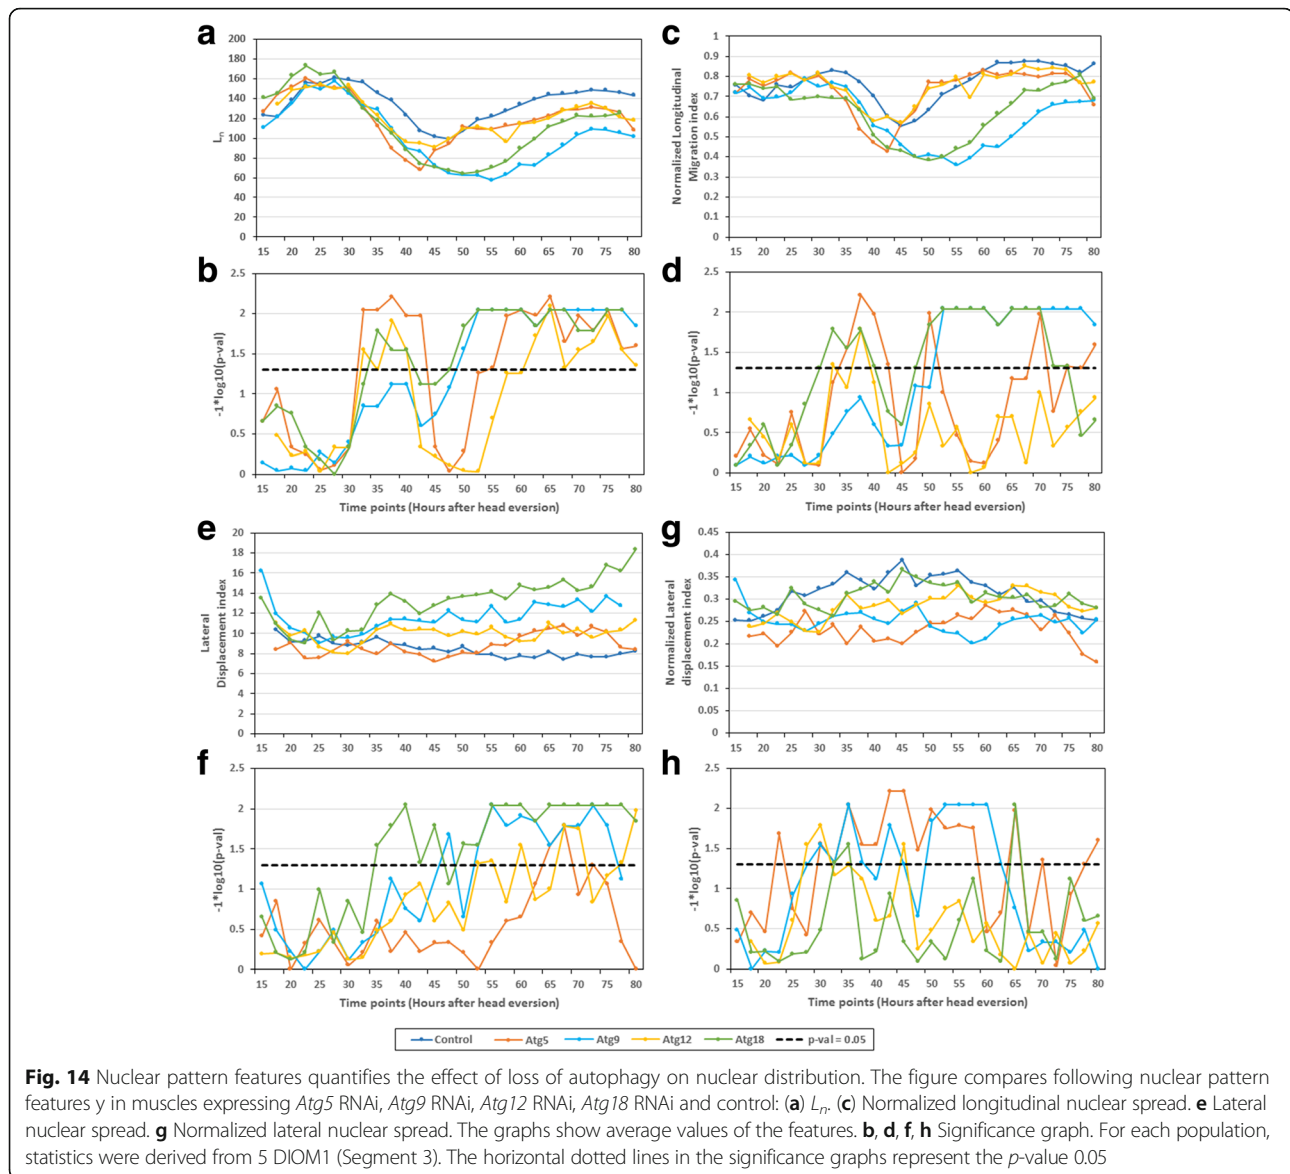 a
200
180
160
140
120
100
80
60
40
20
0
Ln
15 20 25 30 35 40 45 50 55 60 65 70 75 80
c
1
0.9
0.8
0.7
0.6
0.5
0.4
0.3
0.2
0.1
0
Normalized Longitudinal
Migration index
15 20 25 30 35 40 45 50 55 60 65 70 75 80
b
2.5
2
1.5
1
0.5
0
-1*log10(p-val)
15 20 25 30 35 40 45 50 55 60 65 70 75 80
Time points (Hours after head eversion)
d
2.5
2
1.5
1
0.5
0
-1*log10(p-val)
15 20 25 30 35 40 45 50 55 60 65 70 75 80
Time points (Hours after head eversion)
e
20
18
16
14
12
10
8
6
4
2
0
Lateral
Displacement index
15 20 25 30 35 40 45 50 55 60 65 70 75 80
g
0.45
0.4
0.35
0.3
0.25
0.2
0.15
0.1
0.05
0
Normalized Lateral
displacement index
15 20 25 30 35 40 45 50 55 60 65 70 75 80
f
2.5
2
1.5
1
0.5
0
-1*log10(p-val)
15 20 25 30 35 40 45 50 55 60 65 70 75 80
Time points (Hours after head eversion)
h
2.5
2
1.5
1
0.5
0
-1*log10(p-val)
15 20 25 30 35 40 45 50 55 60 65 70 75 80
Time points (Hours after head eversion)
Control Atg5 Atg9 Atg12 Atg18 p-val = 0.05
Fig. 14 Nuclear pattern features quantifies the effect of loss of autophagy on nuclear distribution. The figure compares following nuclear pattern
features y in muscles expressing Atg5 RNAi, Atg9 RNAi, Atg12 RNAi, Atg18 RNAi and control: (a) Ln. (c) Normalized longitudinal nuclear spread. e Lateral
nuclear spread. g Normalized lateral nuclear spread. The graphs show average values of the features. b, d, f, h Significance graph. For each population,
statistics were derived from 5 DIOM1 (Segment 3). The horizontal dotted lines in the significance graphs represent the p-value 0.05